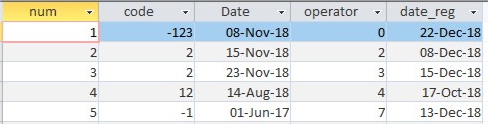 num code Date operator date_reg
1 -123 08-Nov-18 0 22-Dec-18
2 2 15-Nov-18 2 08-Dec-18
3 2 23-Nov-18 3 15-Dec-18
4 12 14-Aug-18 4 17-Oct-18
5 -1 01-Jun-17 7 13-Dec-18